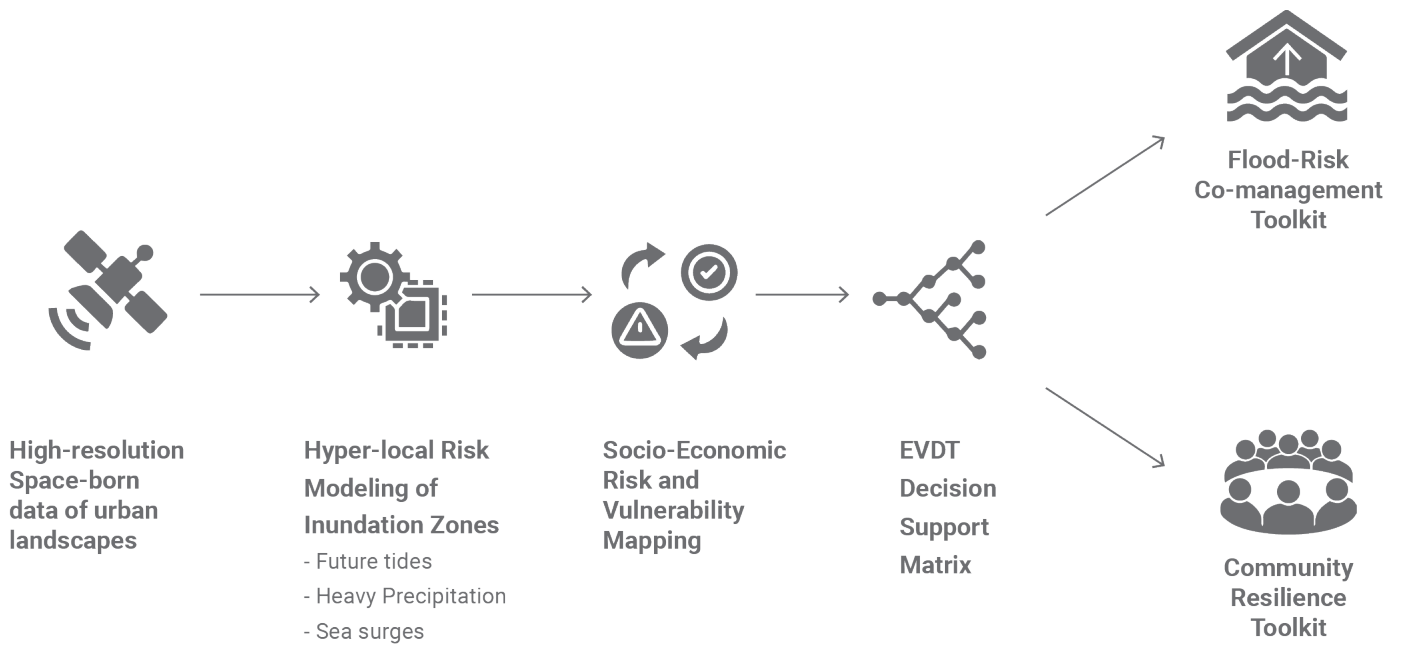 High-resolution
Space-born
data of urban
landscapes
Hyper-local Risk
Modeling of
Inundation Zones
- Future tides
- Heavy Precipitation
- Sea surges
Socio-Economic
Risk and
Vulnerability
Mapping
EVDT
Decision
Support
Matrix
Flood-Risk
Co-management
Toolkit
Community
Resilience
Toolkit